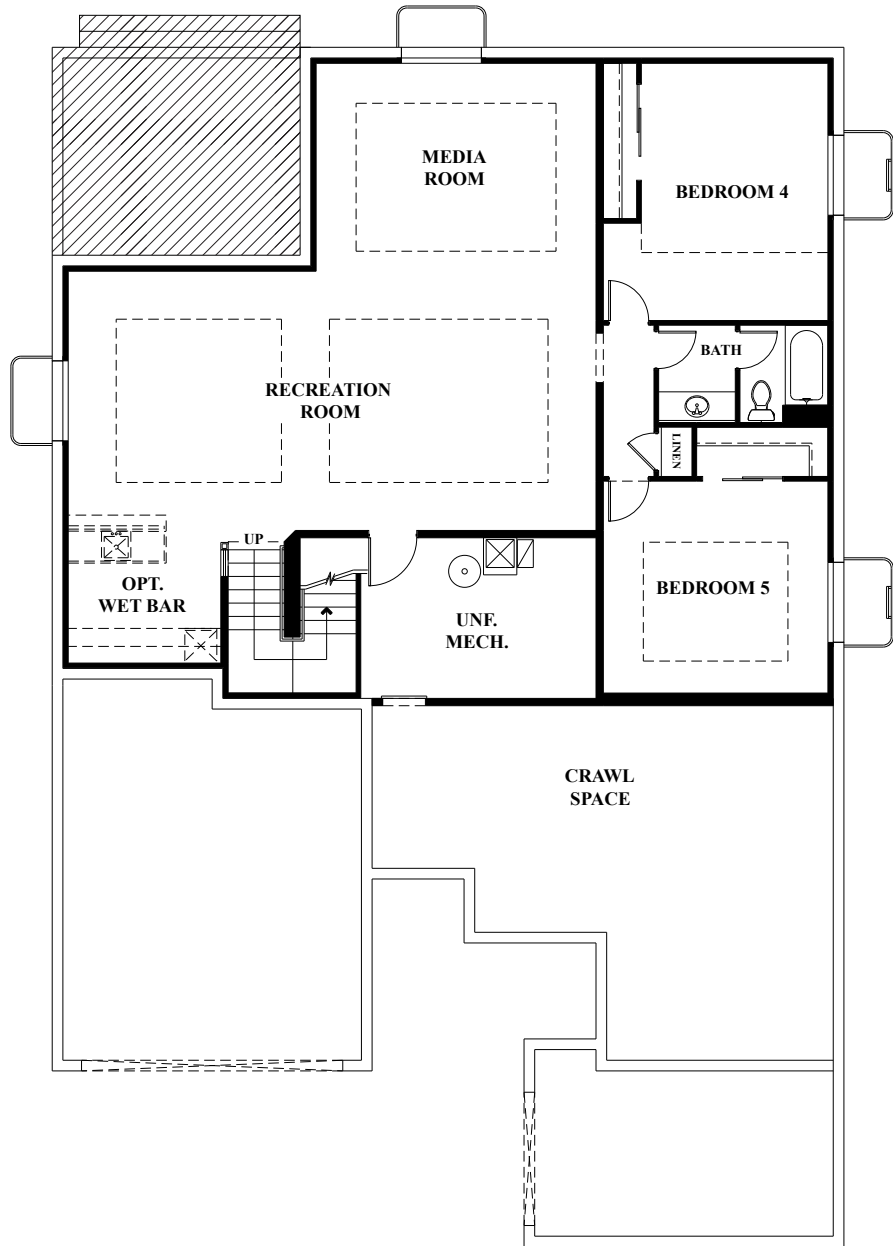 MEDIA
ROOM
BEDROOM 4
BATH
RECREATION
ROOM
LINEN
UP
OPT.
WET BAR
UNF.
MECH.
BEDROOM 5
CRAWL
SPACE